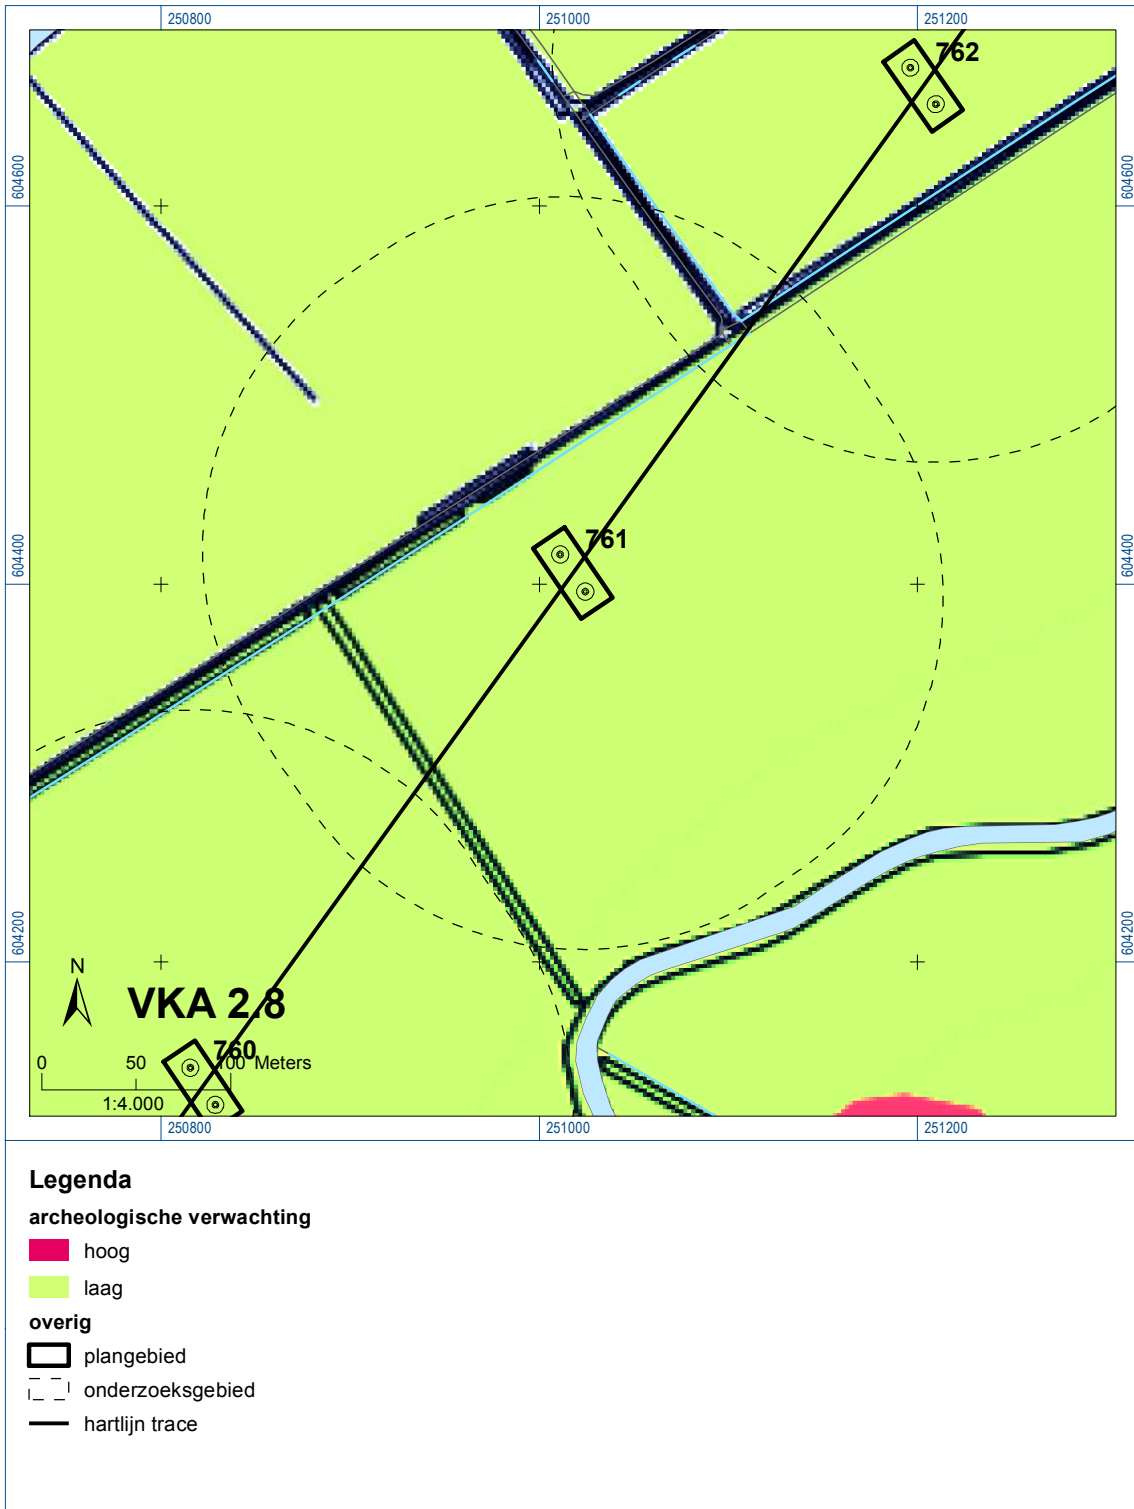 250800
251000
251200
762
604600
604600
761
604400
604400
604200
604200
N
VKA 2.8
760
0
50
100 Meters
1:4.000
250800
251000
251200
Legenda
archeologische verwachting
hoog
laag
overig
plangebied
onderzoeksgebied
hartlijn trace